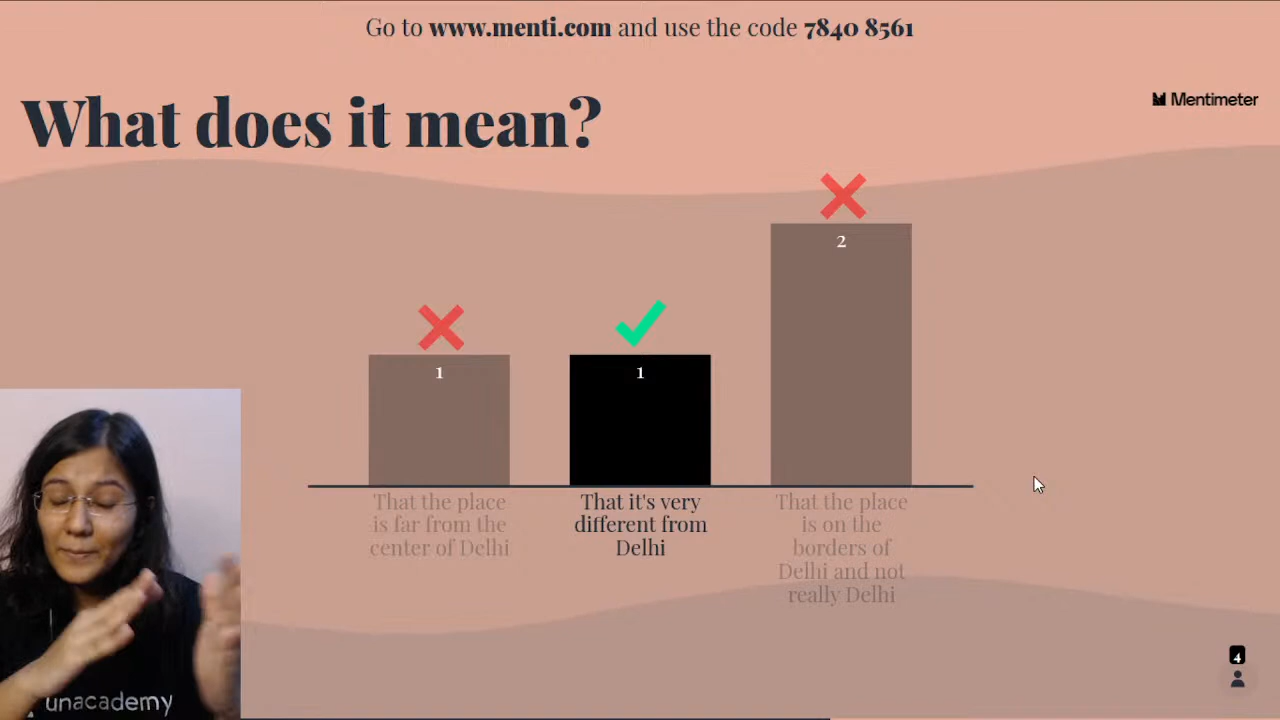 Go to www.menti.com and use the code 7840 8561
What does it mean?
Mentimeter
1
1
2
That the place
is far from the
center of Delhi
That it's very
different from
Delhi
That the place
is on the
borders of
Delhi and not
really Delhi
4
unacademy